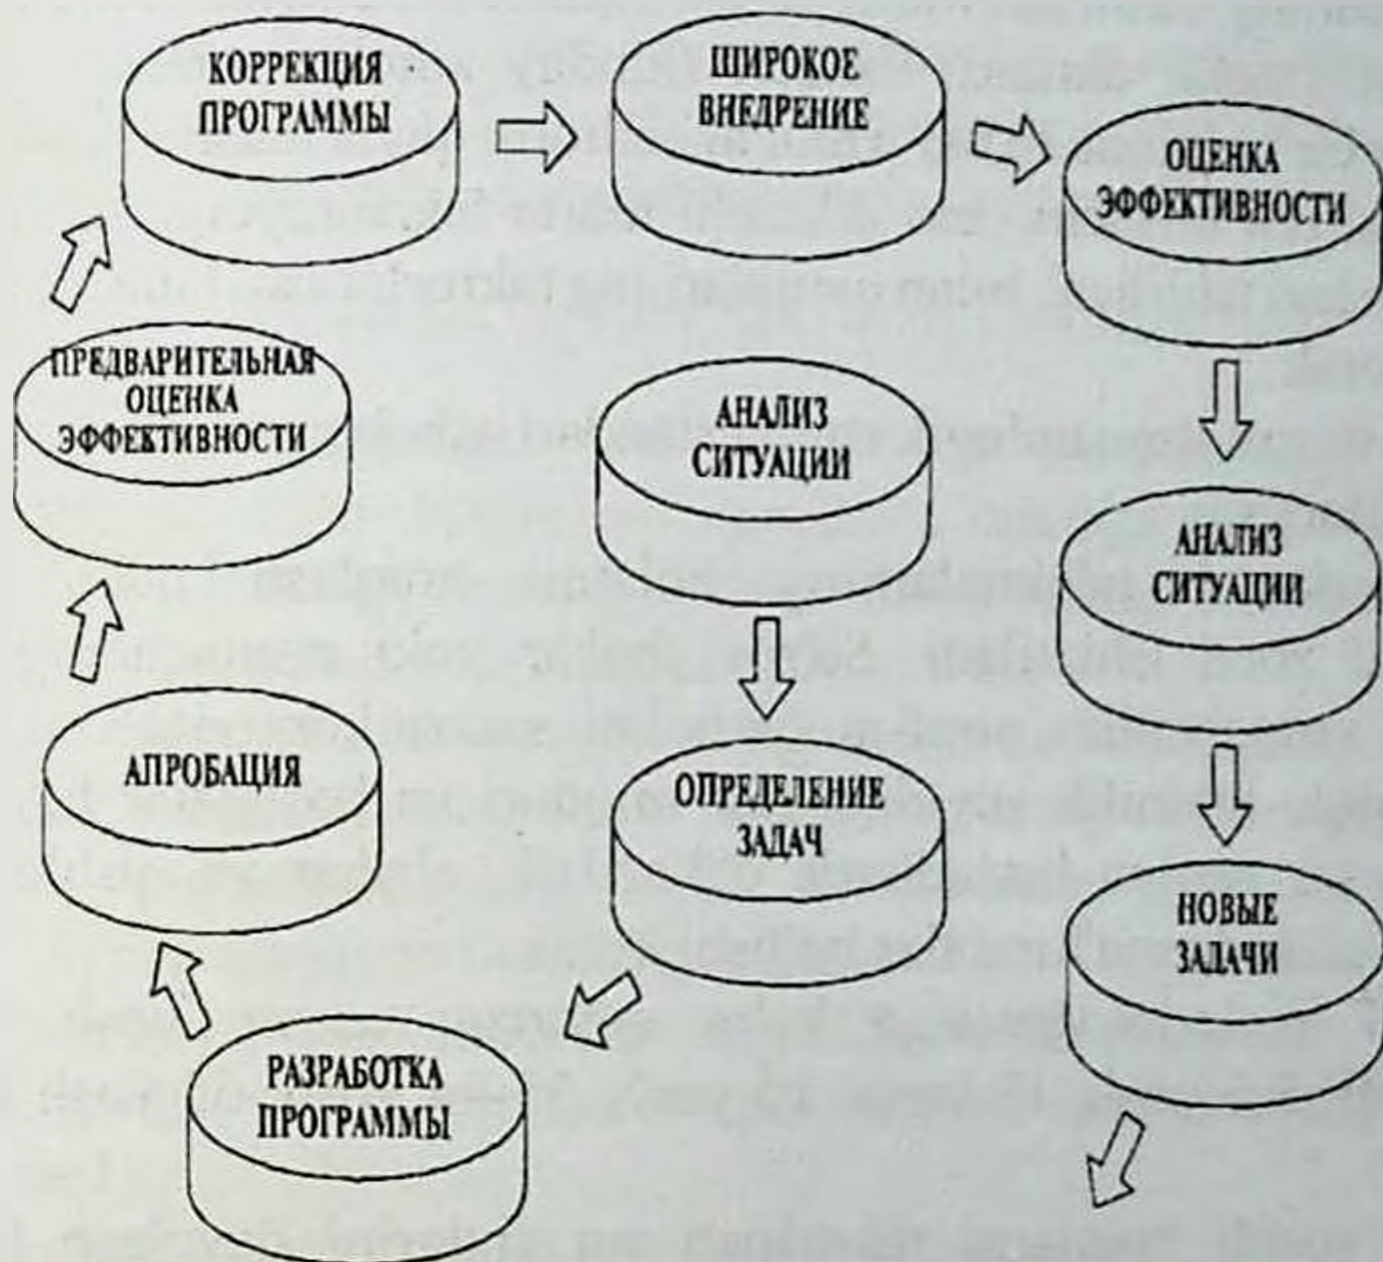 КОРРЕКЦИЯ
ПРОГРАММЫ
ШИРОКОЕ
ВНЕДРЕНИЕ
ОЦЕНКА
ЭФФЕКТИВНОСТИ
ПРЕДВАРИТЕЛЬНАЯ
ОЦЕНКА
ЭФФЕКТИВНОСТИ
АНАЛИЗ
СИТУАЦИИ
АНАЛИЗ
СИТУАЦИИ
АПРОБАЦИЯ
ОПРЕДЕЛЕНИЕ
ЗАДАЧ
НОВЫЕ
ЗАДАЧИ
РАЗРАБОТКА
ПРОГРАММЫ